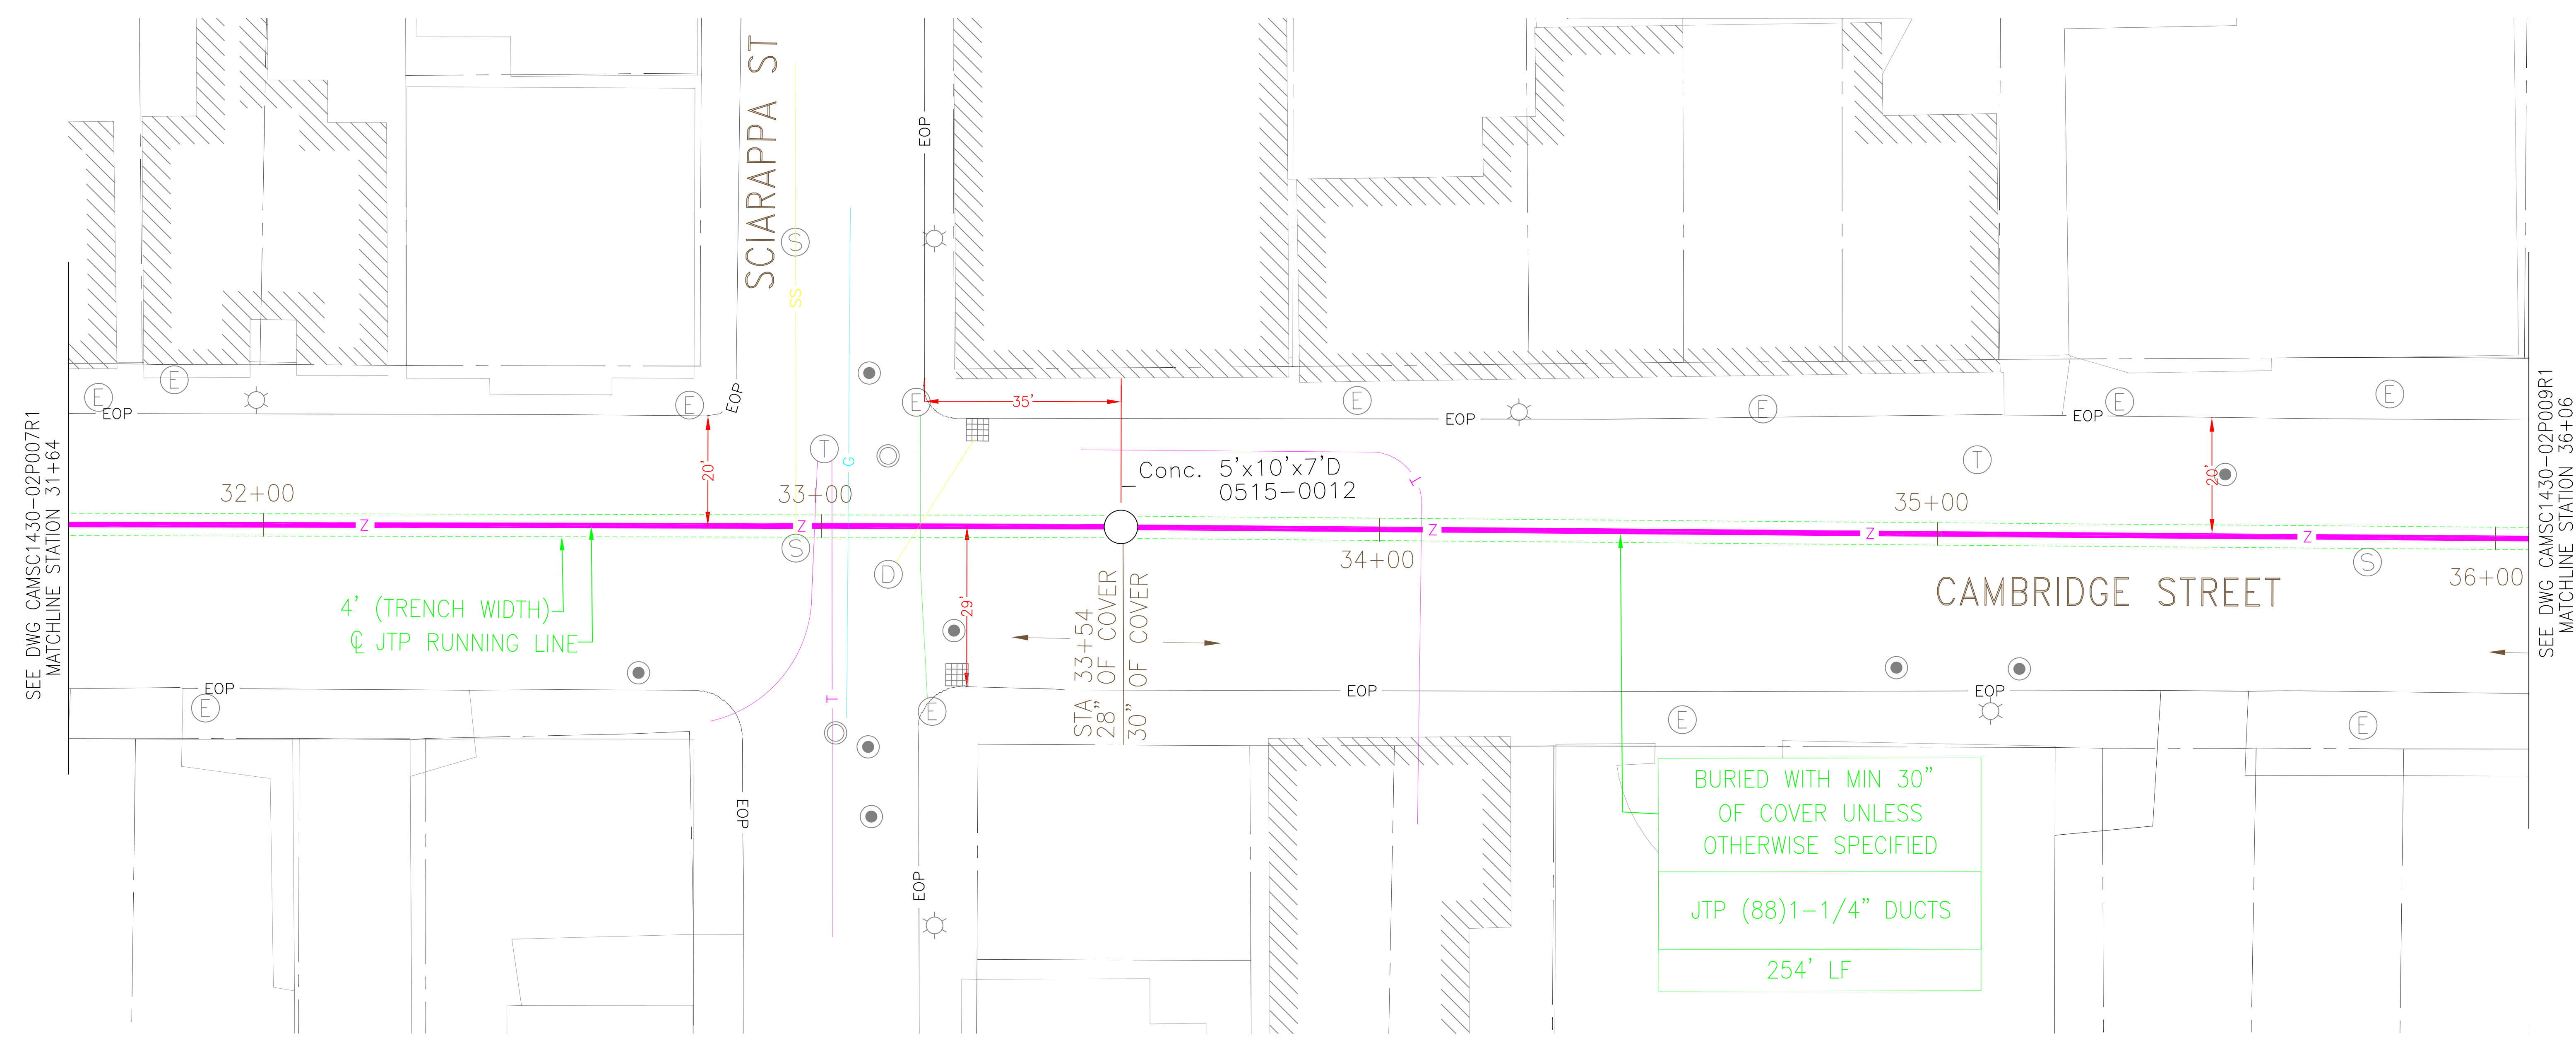 SCIARAPPA ST
EOP
SS
E
E
E
EOP
EOP
S
E
35'
E
E
E
E
EOP
EOP
SEE DWG CAMSC1430-02P007R1
MATCHLINE STATION 31+64
20'
T
G
Conc. 5'x10'x7'D
0515-0012
T
T
20'
SEE DWG CAMSC1430-02P009R1
MATCHLINE STATION 36+06
32+00
33+00
34+00
35+00
36+00
Z
Z
Z
Z
Z
S
D
S
CAMBRIDGE STREET
4' (TRENCH WIDTH)
℄ JTP RUNNING LINE
29'
STA 33+54
28" OF COVER
30" OF COVER
T
EOP
E
E
EOP
E
EOP
E
EOP
EOP
BURIED WITH MIN 30"
OF COVER UNLESS
OTHERWISE SPECIFIED
JTP (88)1-1/4" DUCTS
254' LF